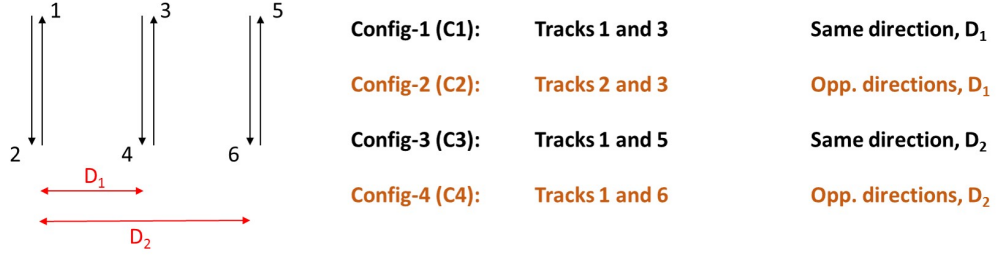 1 3 5
2 4 6
D₁
D₂
Config-1 (C1): Tracks 1 and 3 Same direction, D₁
Config-2 (C2): Tracks 2 and 3 Opp. directions, D₁
Config-3 (C3): Tracks 1 and 5 Same direction, D₂
Config-4 (C4): Tracks 1 and 6 Opp. directions, D₂